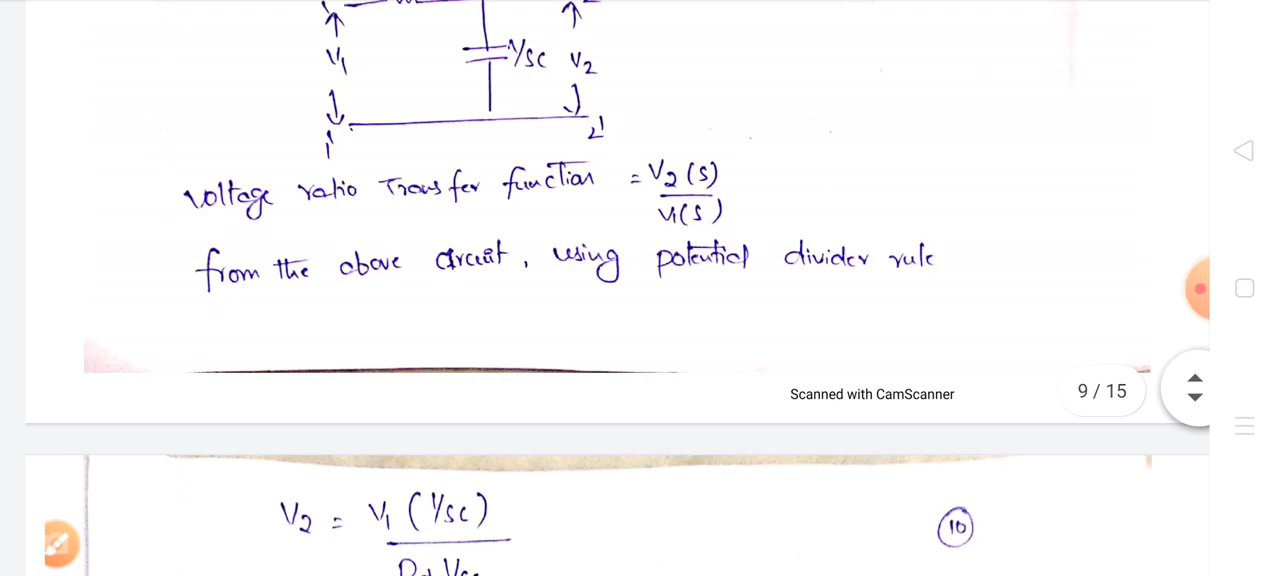 V1
1/SC V2
1'
2'
voltage ratio Transfer function = V2(S)
V1(S)
from the above circuit, using potential divider rule
Scanned with CamScanner
9 / 15
V2 = V1 (1/SC)
10